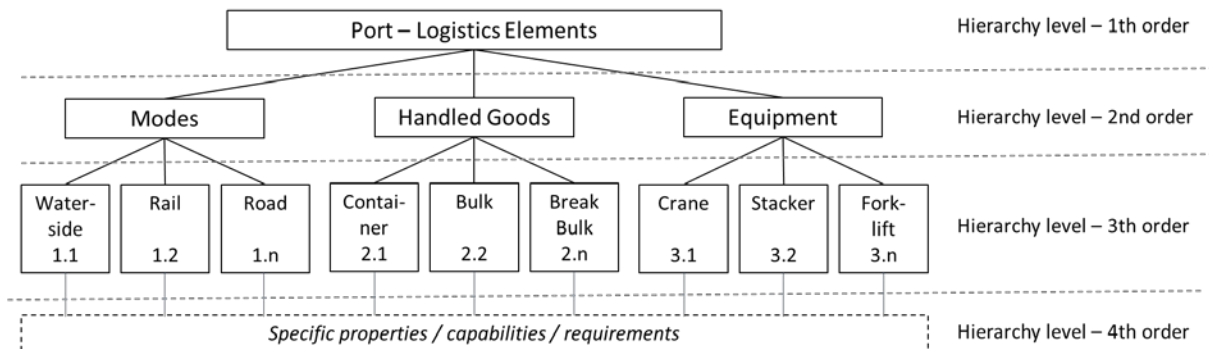 Port – Logistics Elements
Hierarchy level – 1th order
Modes
Handled Goods
Equipment
Hierarchy level – 2nd order
Water-
side
1.1
Rail
1.2
Road
1.n
Contai-
ner
2.1
Bulk
2.2
Break
Bulk
2.n
Crane
3.1
Stacker
3.2
Fork-
lift
3.n
Hierarchy level – 3th order
Specific properties / capabilities / requirements
Hierarchy level – 4th order